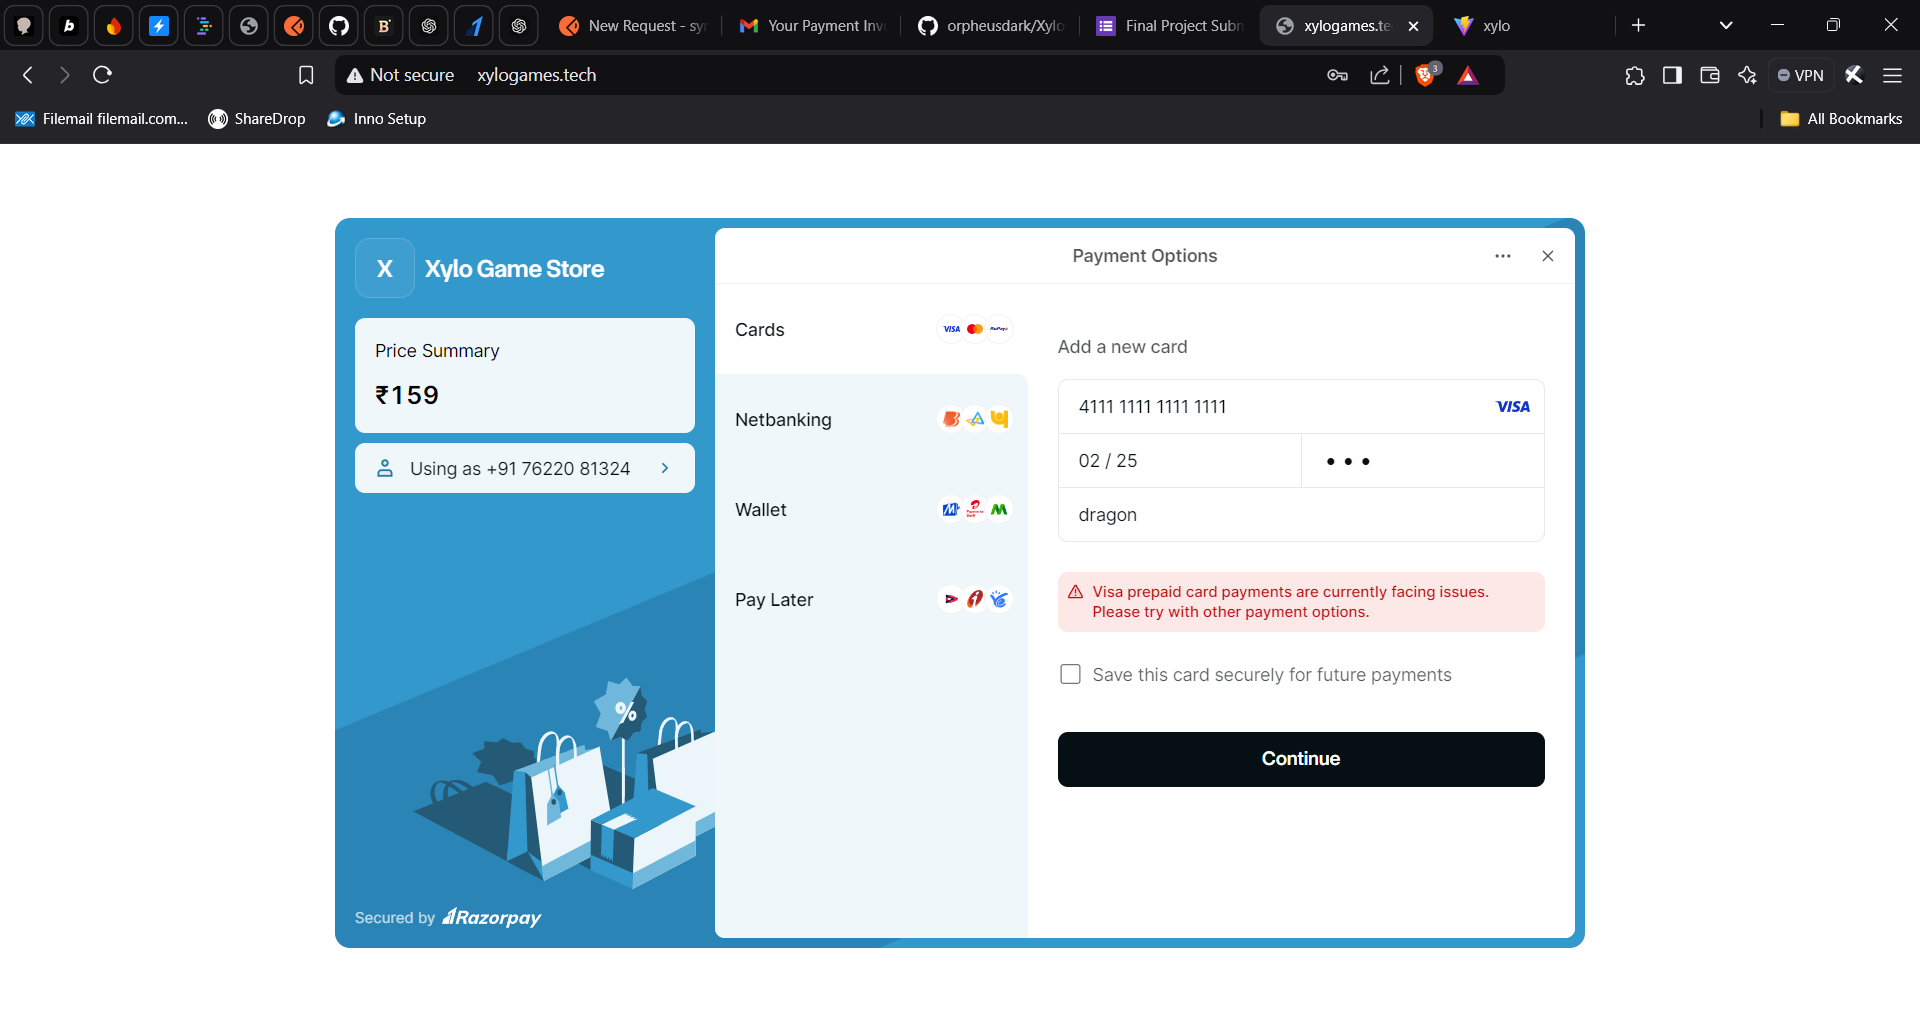 New Request - sy
Your Payment Inv
orpheusdark/Xylo
Final Project Subm
xylogames.te
xylo
Not secure
xylogames.tech
3
VPN
Filemail filemail.com...
ShareDrop
Inno Setup
All Bookmarks
X
Xylo Game Store
Price Summary
₹159
Using as +91 76220 81324
Secured by Razorpay
Payment Options
Cards
VISA
RuPay
Netbanking
Wallet
Pay Later
Add a new card
4111 1111 1111 1111
VISA
02 / 25
dragon
Visa prepaid card payments are currently facing issues.
Please try with other payment options.
Save this card securely for future payments
Continue
%